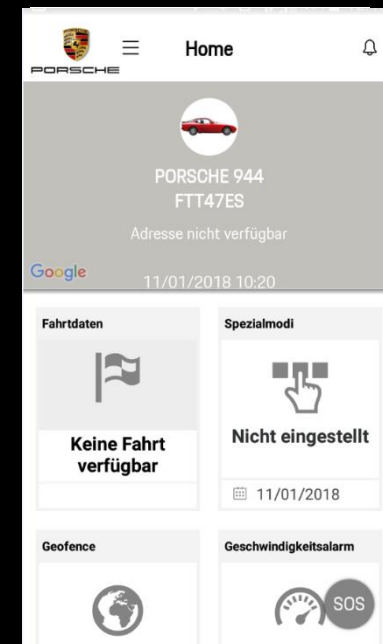 PORSCHE
Home
PORSCHE 944
FTT47ES
Adresse nicht verfügbar
Google
11/01/2018 10:20
Fahrtdaten
Keine Fahrt
verfügbar
Spezialmodi
Nicht eingestellt
11/01/2018
Geofence
Geschwindigkeitsalarm
SOS